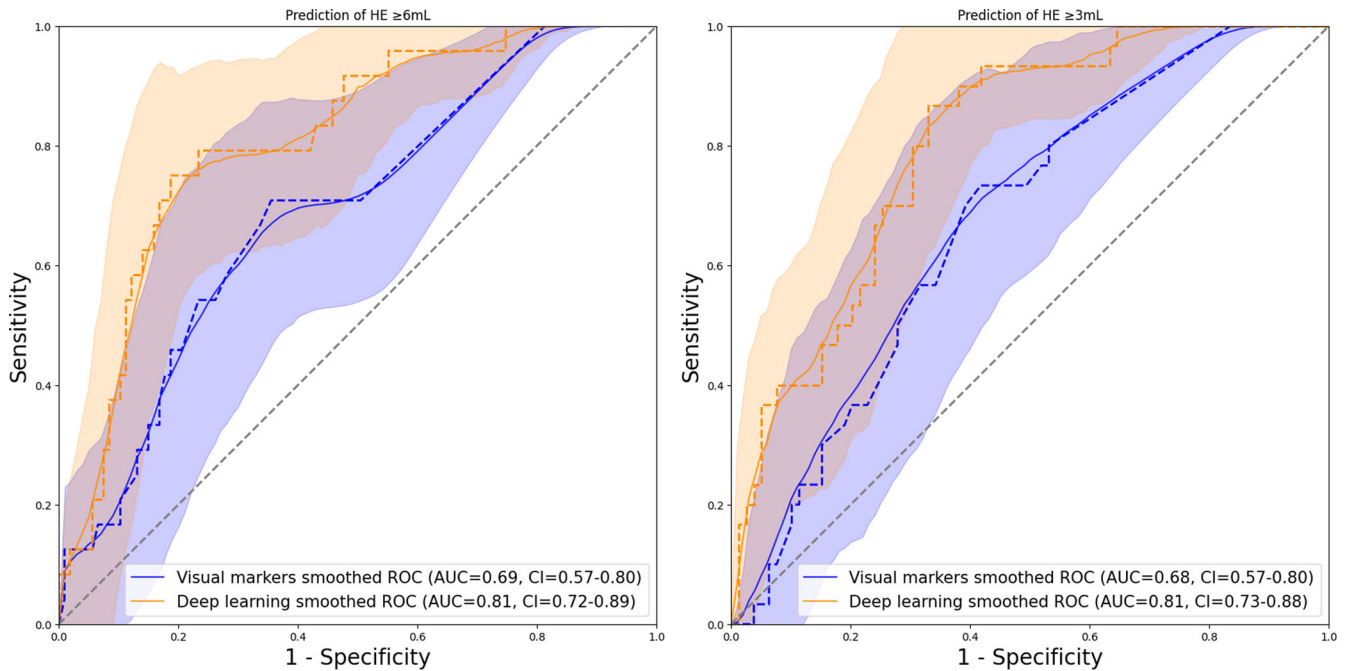 Prediction of HE ≥6mL
1.0
0.8
0.6
0.4
0.2
0.0
Sensitivity
Visual markers smoothed ROC (AUC=0.69, CI=0.57-0.80)
Deep learning smoothed ROC (AUC=0.81, CI=0.72-0.89)
0.0 0.2 0.4 0.6 0.8 1.0
1 - Specificity
Prediction of HE ≥3mL
1.0
0.8
0.6
0.4
0.2
0.0
Sensitivity
Visual markers smoothed ROC (AUC=0.68, CI=0.57-0.80)
Deep learning smoothed ROC (AUC=0.81, CI=0.73-0.88)
0.0 0.2 0.4 0.6 0.8 1.0
1 - Specificity